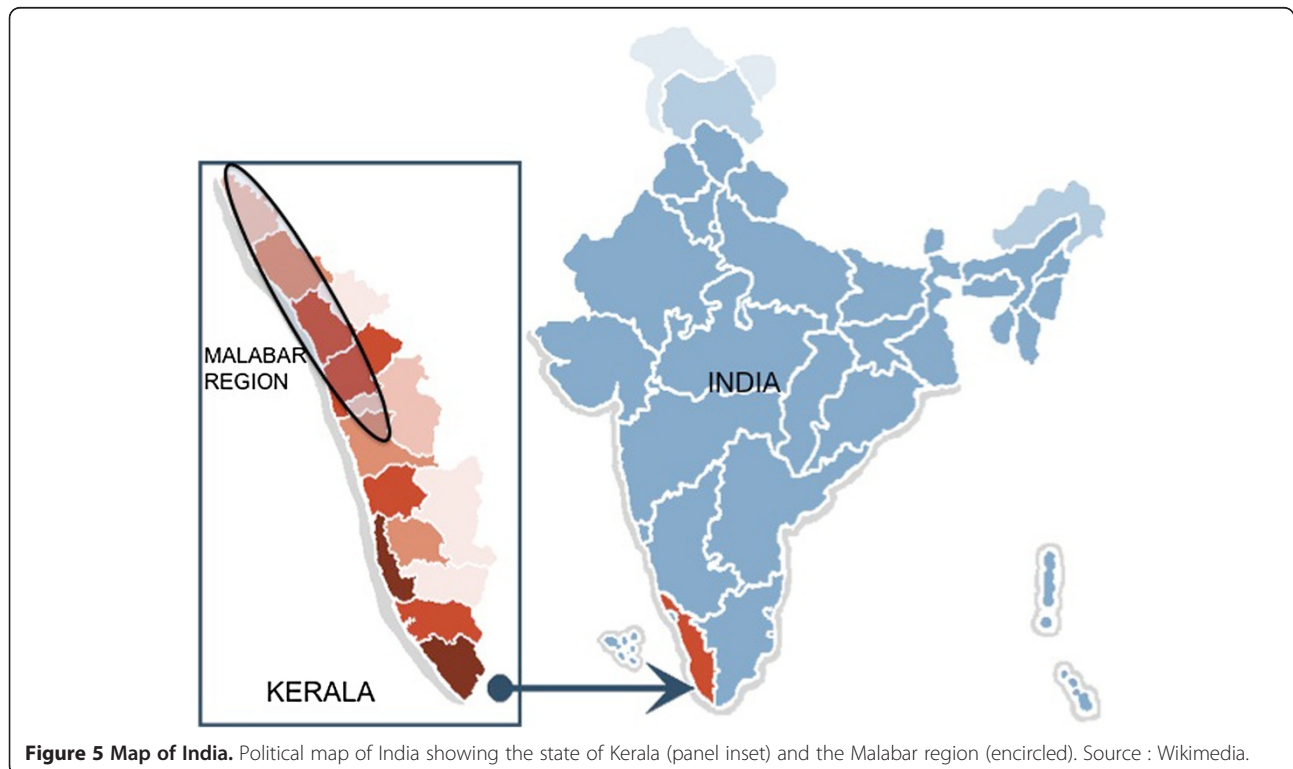 MALABAR
REGION
INDIA
KERALA
Figure 5 Map of India. Political map of India showing the state of Kerala (panel inset) and the Malabar region (encircled). Source : Wikimedia.